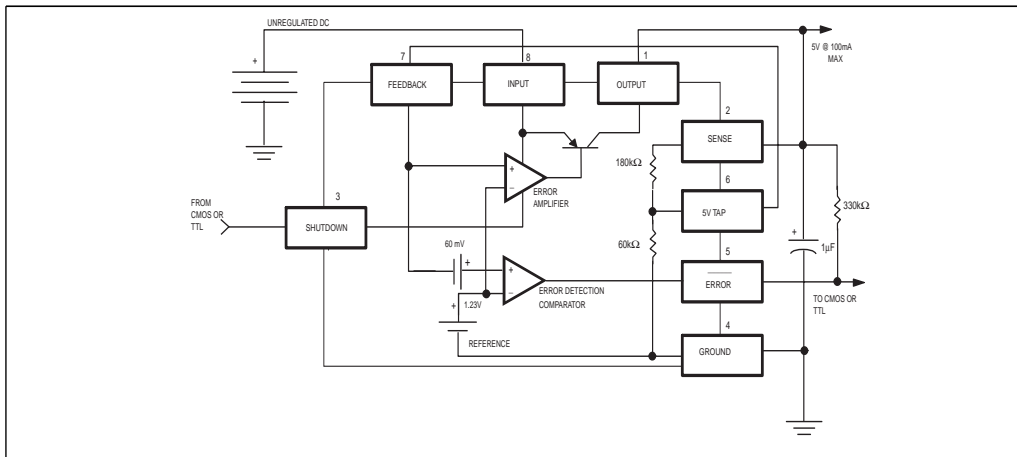 UNREGULATED DC
5V @ 100mA
MAX
7
8
1
+
FEEDBACK
INPUT
OUTPUT
2
SENSE
180kΩ
+
−
ERROR
AMPLIFIER
6
5V TAP
330kΩ
FROM
CMOS OR
TTL
3
SHUTDOWN
60kΩ
+
1µF
60 mV
+
+
−
5
ERROR
ERROR DETECTION
COMPARATOR
TO CMOS OR
TTL
+
1.23V
REFERENCE
4
GROUND